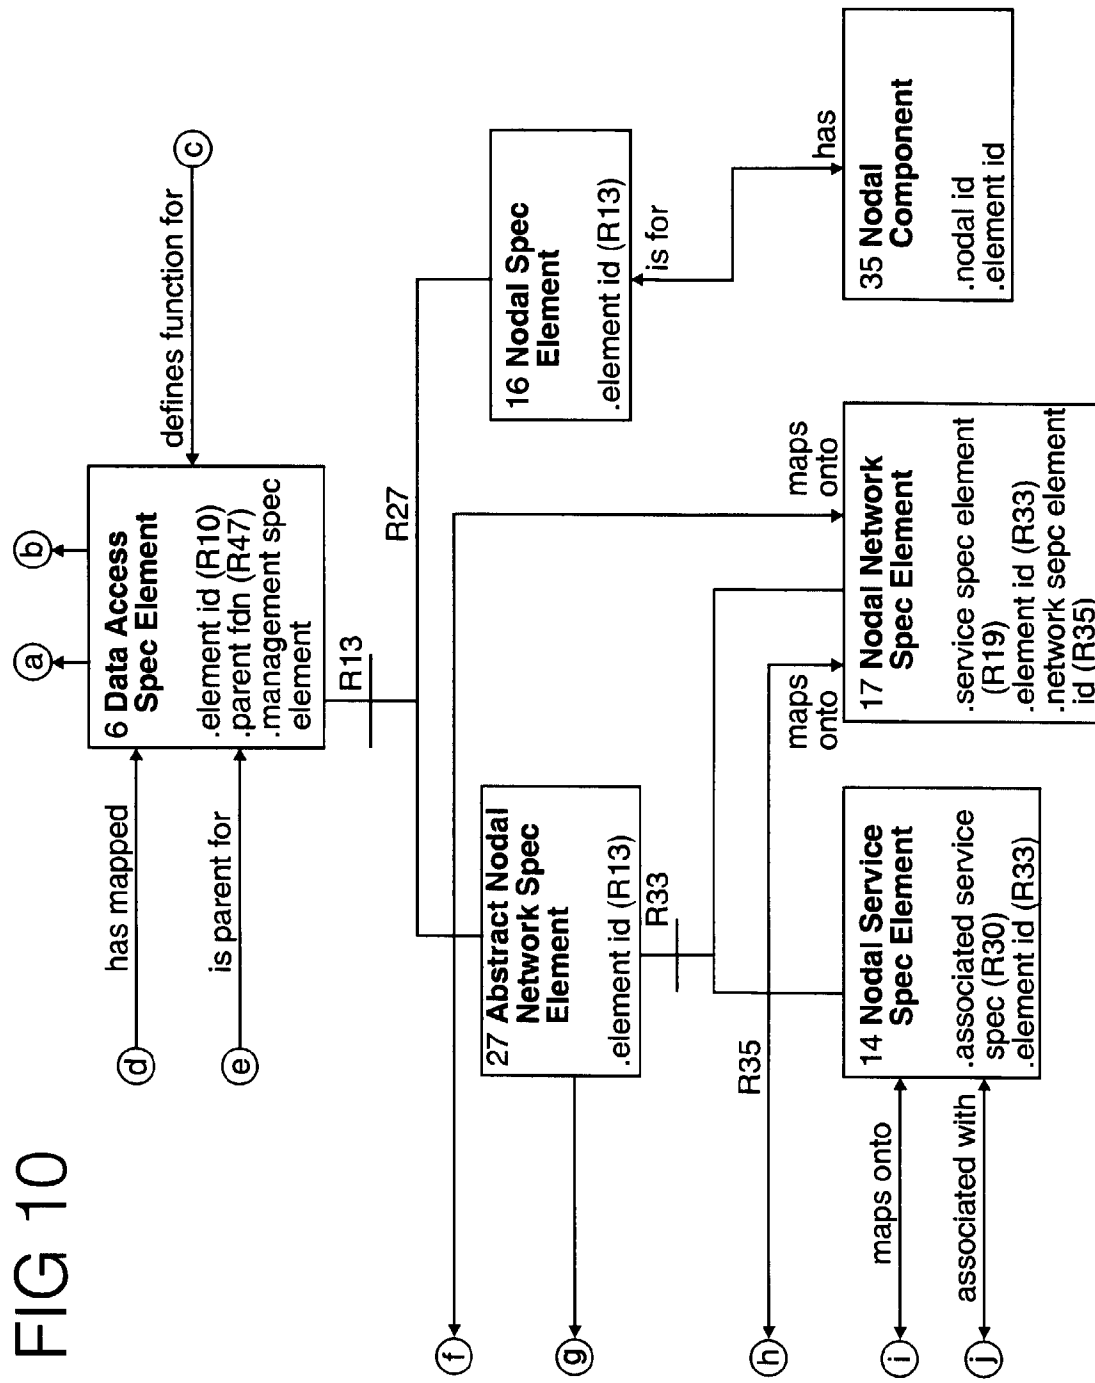 FIG 10
a
b
c
defines function for
6 Data Access
Spec Element
.element id (R10)
.parent fdn (R47)
.management spec
element
d
has mapped
e
is parent for
R13
R27
16 Nodal Spec
Element
.element id (R13)
is for
has
35 Nodal
Component
.nodal id
.element id
27 Abstract Nodal
Network Spec
Element
.element id (R13)
R33
f
g
h
R35
maps
onto
maps
onto
17 Nodal Network
Spec Element
.service spec element
(R19)
.element id (R33)
.network sepc element
id (R35)
14 Nodal Service
Spec Element
.associated service
spec (R30)
.element id (R33)
i
maps onto
j
associated with